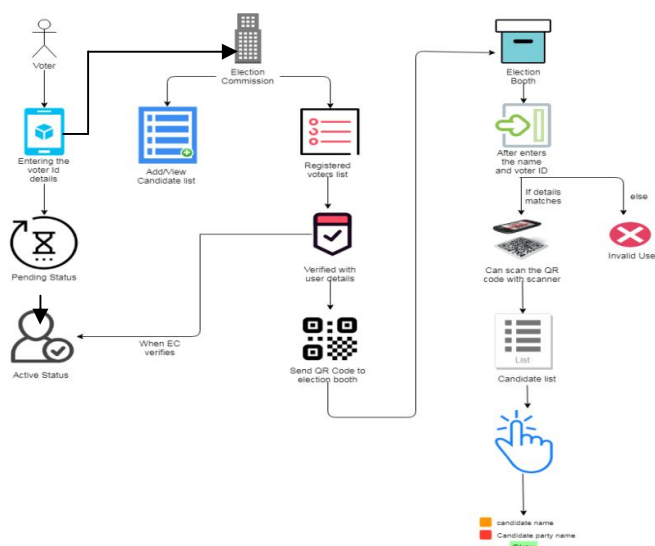 Voter
Entering the
voter Id
details
Pending Status
Active Status
Election
Commission
Add/View
Candidate list
Registered
voters list
Verified with
user details
When EC
verifies
Send QR Code to
election booth
Election
Booth
After enters
the name
and voter ID
If details
matches
else
Invalid Use
Can scan the QR
code with scanner
List
Candidate list
candidate name
Candidate party name